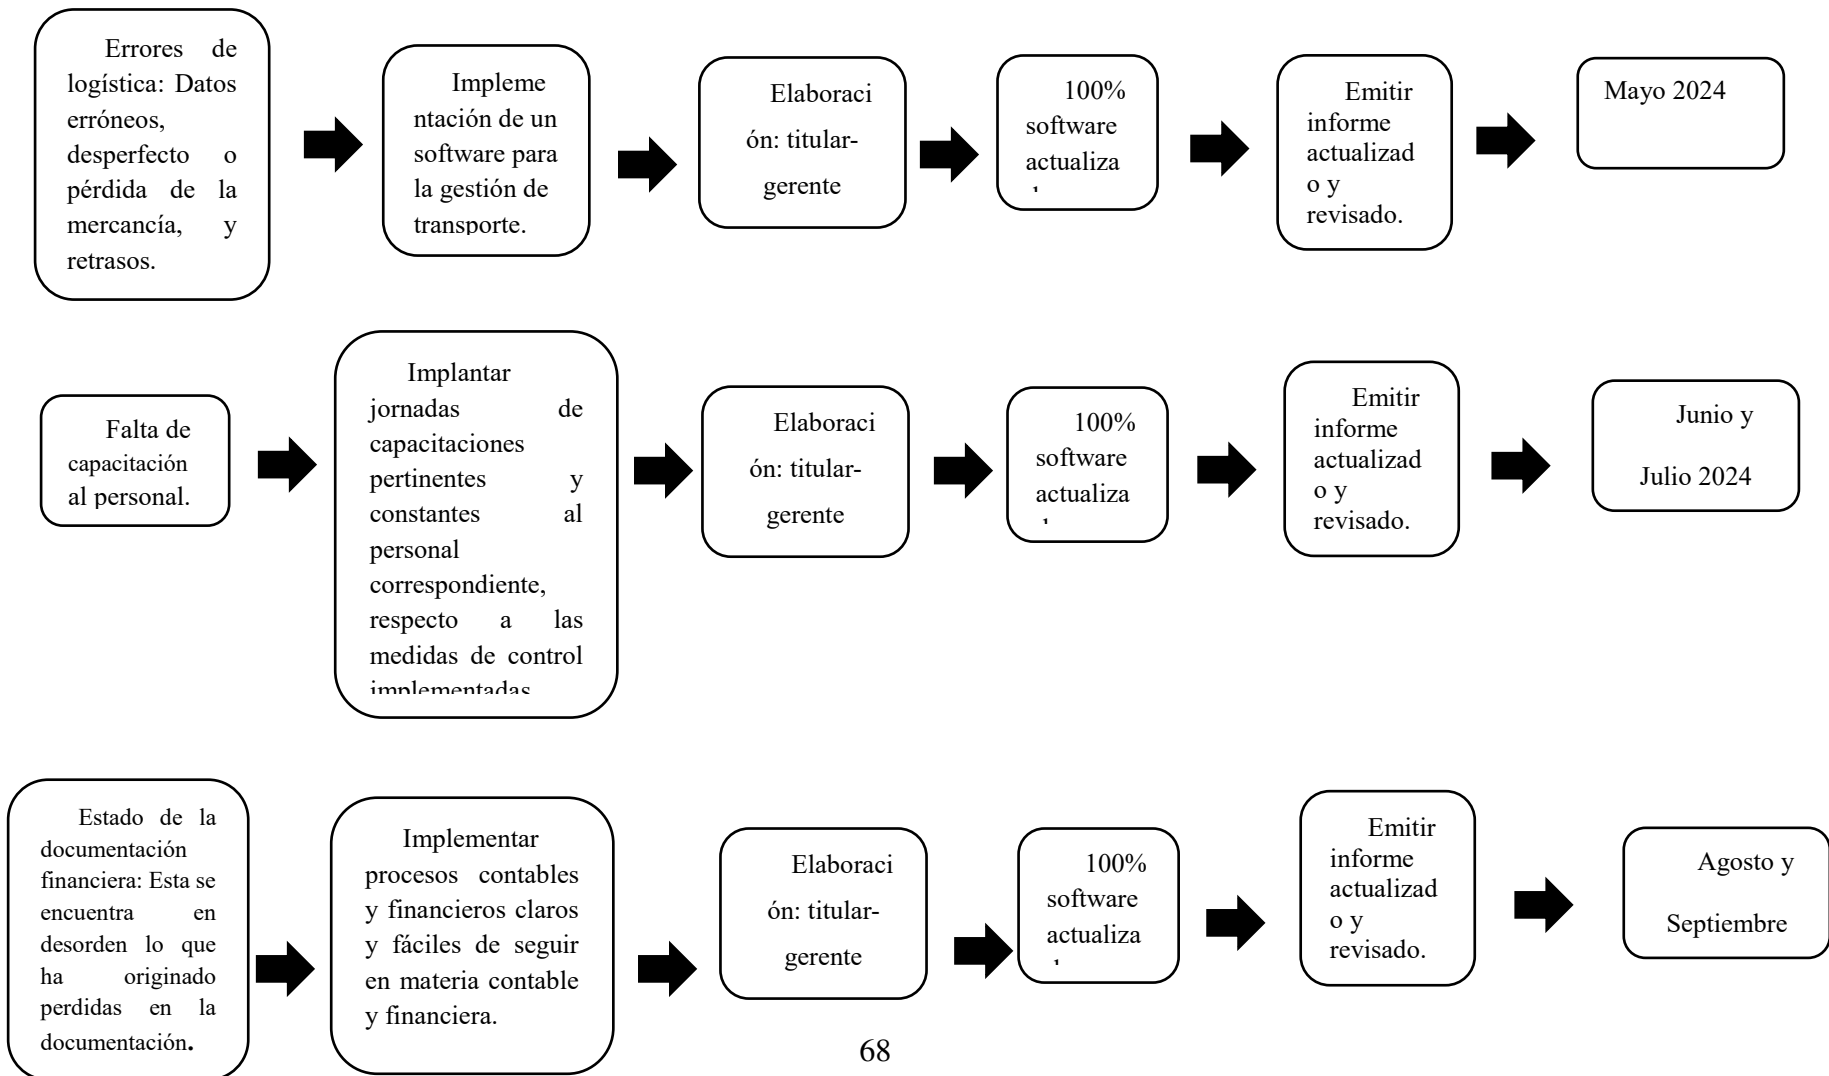 Errores de
logística: Datos
erróneos,
desperfecto o
pérdida de la
mercancía, y
retrasos.
Impleme
ntación de un
software para
la gestión de
transporte.
Elaboraci
ón: titular-
gerente
100%
software
actualiza
Emitir
informe
actualizad
o y
revisado.
Mayo 2024
Falta de
capacitación
al personal.
Implantar
jornadas de
capacitaciones
pertinentes y
constantes al
personal
correspondiente,
respecto a las
medidas de control
implementadas
Elaboraci
ón: titular-
gerente
100%
software
actualiza
Emitir
informe
actualizad
o y
revisado.
Junio y
Julio 2024
Estado de la
documentación
financiera: Esta se
encuentra en
desorden lo que
ha originado
perdidas en la
documentación.
Implementar
procesos contables
y financieros claros
y fáciles de seguir
en materia contable
y financiera.
Elaboraci
ón: titular-
gerente
100%
software
actualiza
Emitir
informe
actualizad
o y
revisado.
Agosto y
Septiembre
68